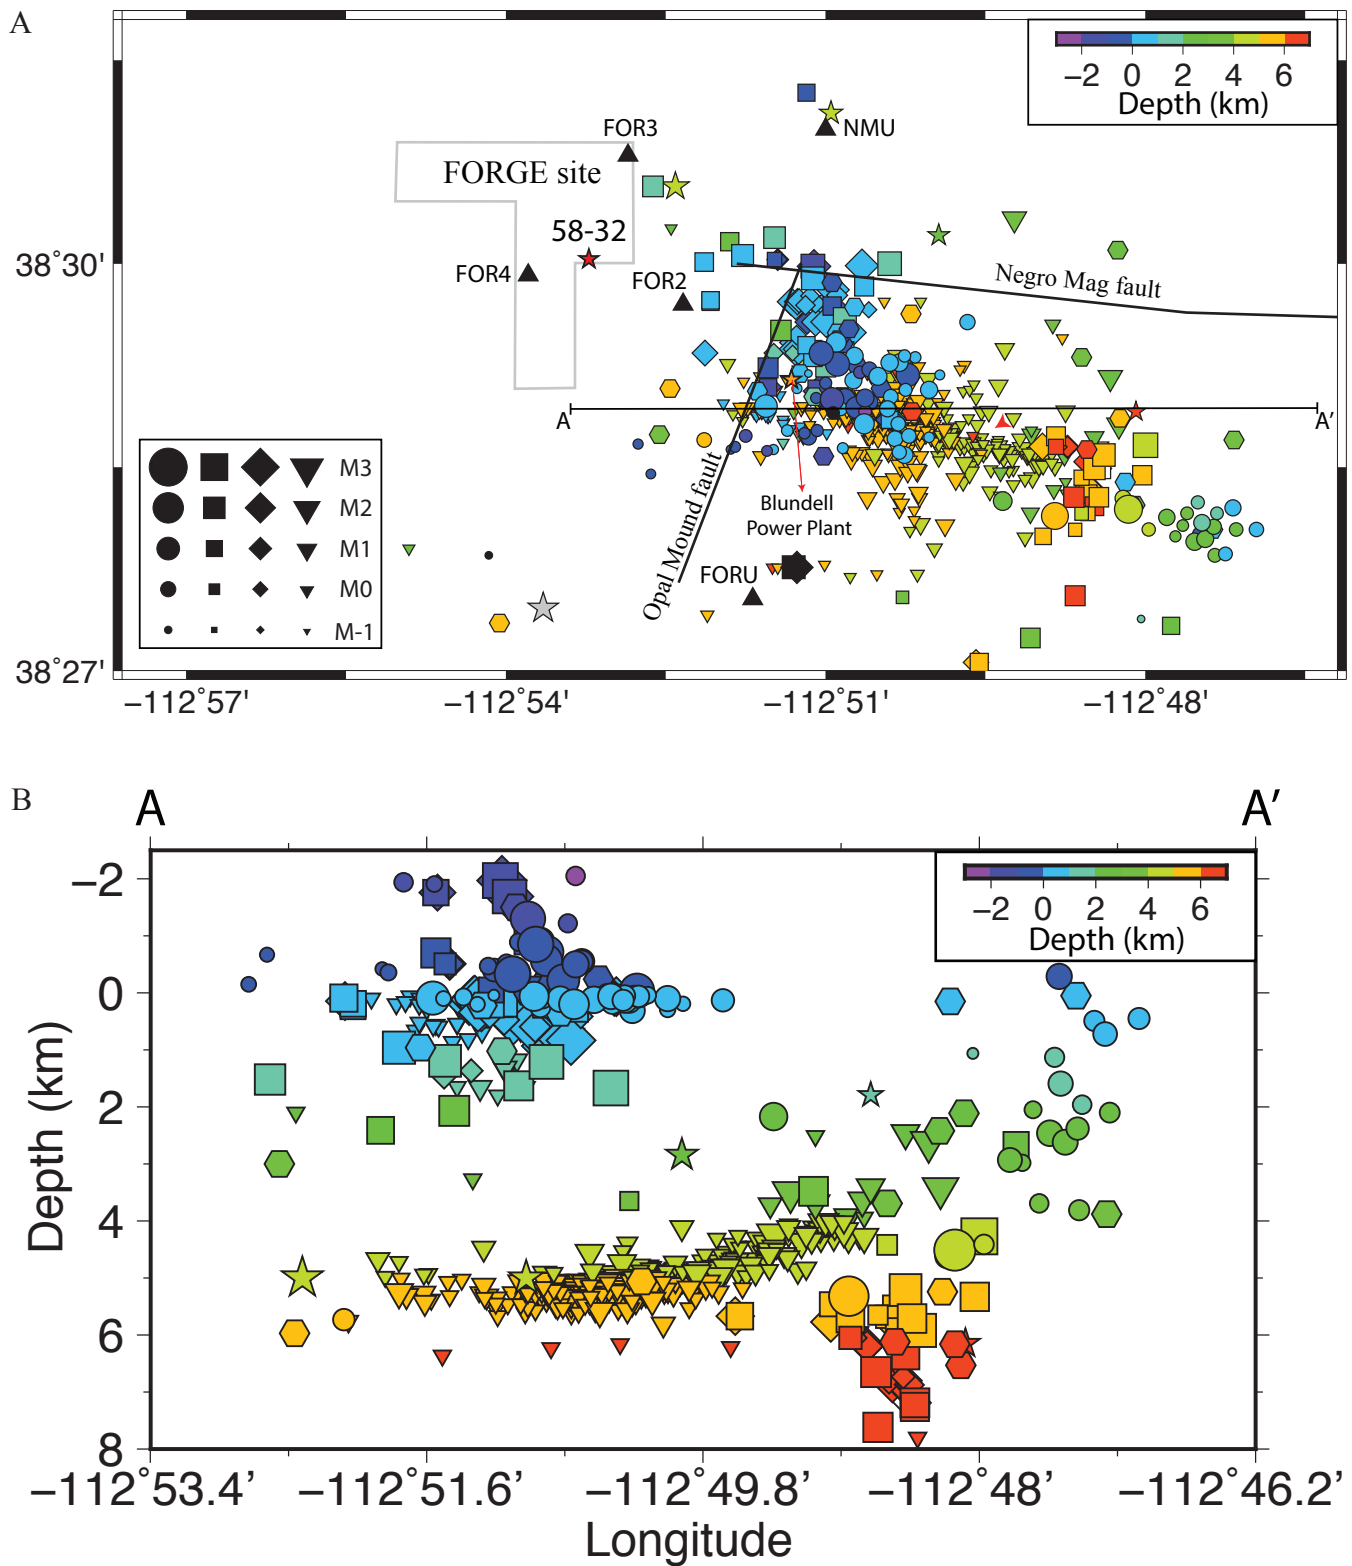 A
−2 0 2 4 6
Depth (km)
FOR3
NMU
FORGE site
58-32
38˚30'
FOR4
FOR2
Negro Mag fault
A
A'
M3
M2
M1
M0
M-1
Opal Mound fault
Blundell
Power Plant
FORU
38˚27'
−112˚57' −112˚54' −112˚51' −112˚48'
B
A
A′
−2
0
2
4
6
8
−2 0 2 4 6
Depth (km)
Depth (km)
−112˚53.4′ −112˚51.6′ −112˚49.8′ −112˚48′ −112˚46.2′
Longitude